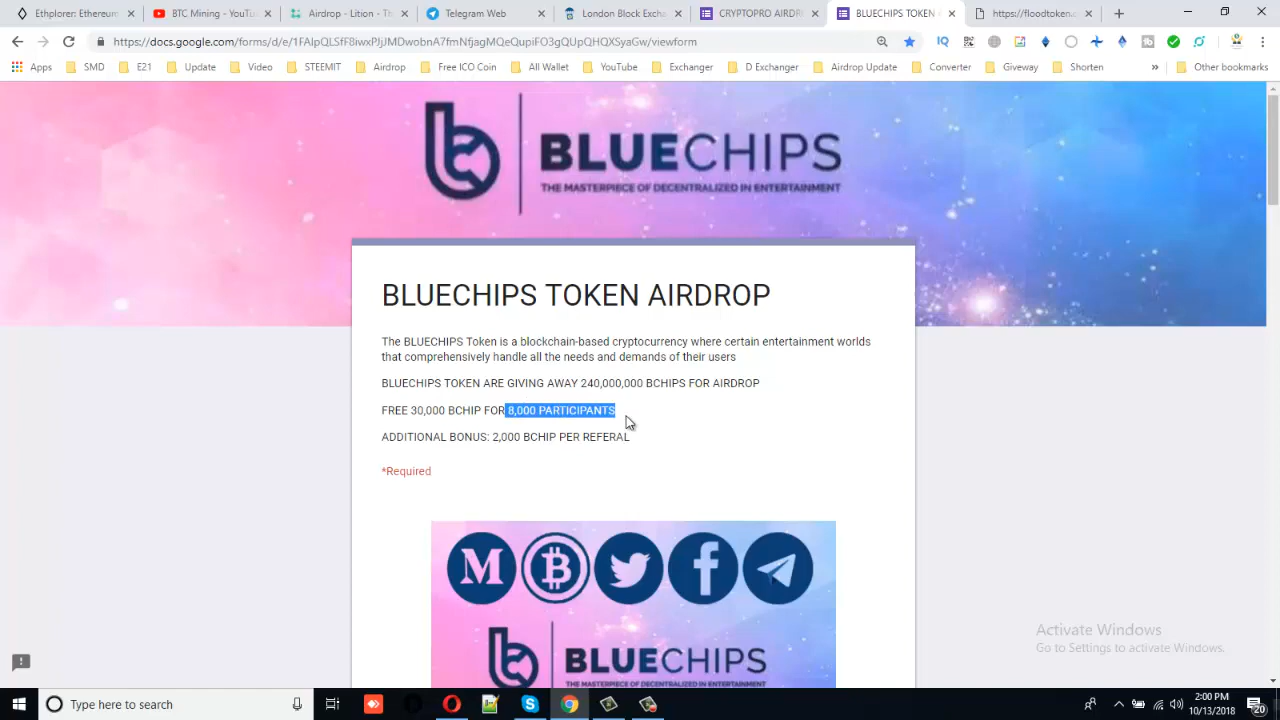 Ethplorer Ethereum
BTC Mining - YouTu
Airdrop - Lition - Th
Telegram Web
London Block Excha
CRYPTOPRO AIRDR
BLUECHIPS TOKEN A
https://floodtoken.c
https://docs.google.com/forms/d/e/1FAIpQLSfF8iwxPJjJMDwobnA7fmNfjagMQeQupiFO3gQUpQHQXSyaGw/viewform
Apps
SMD
E21
Update
Video
STEEMIT
Airdrop
Free ICO Coin
All Wallet
YouTube
Exchanger
D Exchanger
Airdrop Update
Converter
Giveway
Shorten
»
Other bookmarks
BLUECHIPS
THE MASTERPIECE OF DECENTRALIZED IN ENTERTAINMENT
BLUECHIPS TOKEN AIRDROP
The BLUECHIPS Token is a blockchain-based cryptocurrency where certain entertainment worlds
that comprehensively handle all the needs and demands of their users
BLUECHIPS TOKEN ARE GIVING AWAY 240,000,000 BCHIPS FOR AIRDROP
FREE 30,000 BCHIP FOR 8,000 PARTICIPANTS
ADDITIONAL BONUS: 2,000 BCHIP PER REFERAL
*Required
BLUECHIPS
THE MASTERPIECE OF DECENTRALIZED IN ENTERTAINMENT
Activate Windows
Go to Settings to activate Windows.
Type here to search
2:00 PM
10/13/2018
20